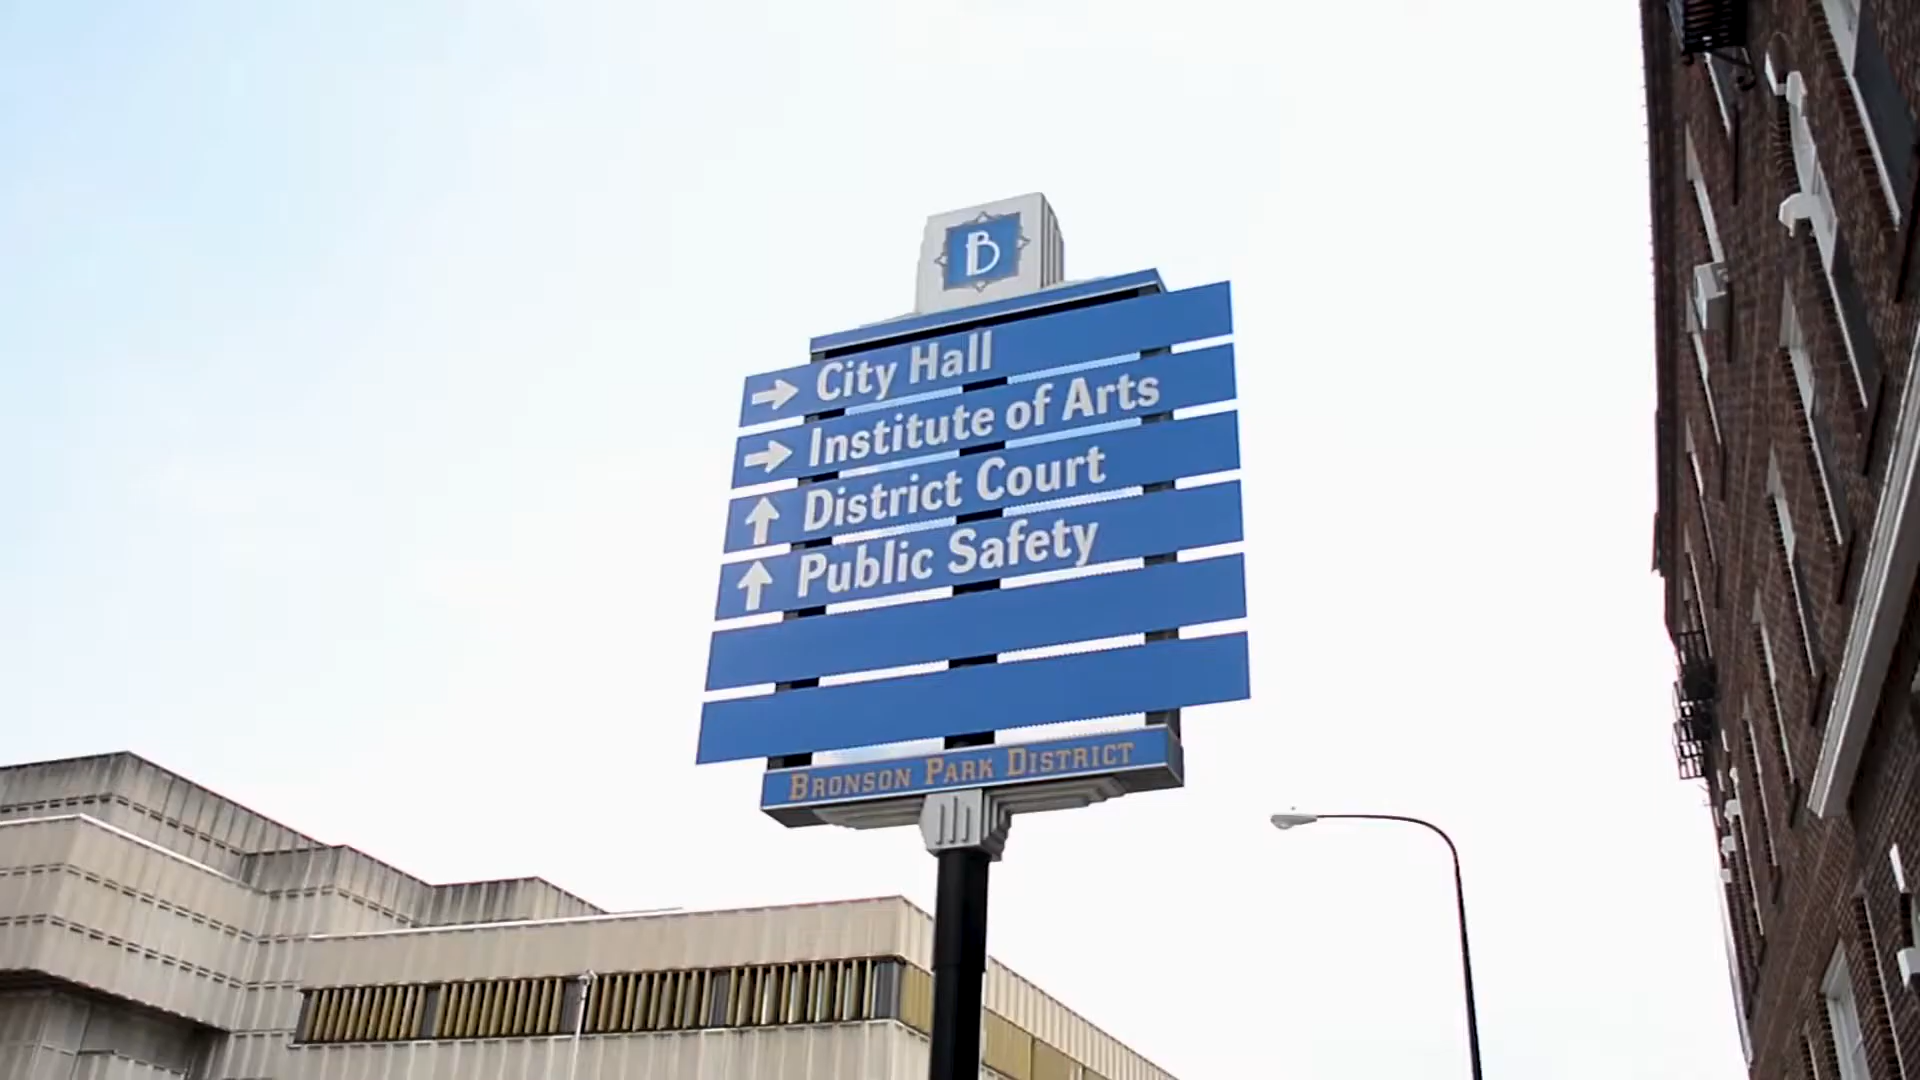 B
City Hall
Institute of Arts
District Court
Public Safety
BRONSON PARK DISTRICT